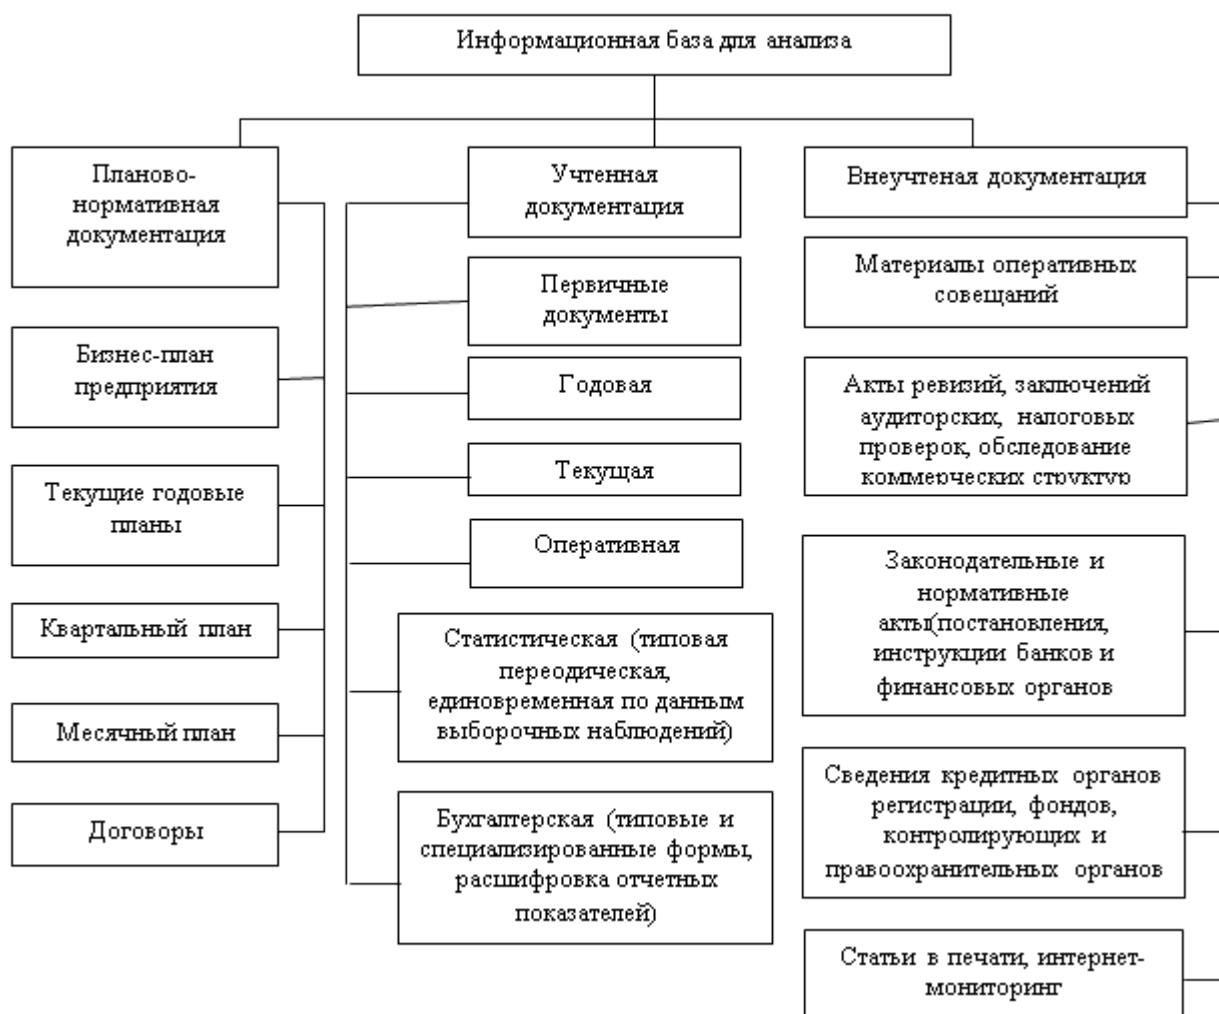 Информационная база для анализа
Планово-
нормативная
документация
Бизнес-план
предприятия
Текущие годовые
планы
Квартальный план
Месячный план
Договоры
Учтенная
документация
Первичные
документы
Годовая
Текущая
Оперативная
Статистическая (типовая
переодическая,
единовременная по данным
выборочных наблюдений)
Бухгалтерская (типовые и
специализированные формы,
расшифровка отчетных
показателей)
Внеучтеная документация
Материалы оперативных
совещаний
Акты ревизий, заключений
аудиторских, налоговых
проверок, обследование
коммерческих структур
Законодательные и
нормативные
акты(постановления,
инструкции банков и
финансовых органов
Сведения кредитных органов
регистрации, фондов,
контролирующих и
правоохранительных органов
Статьи в печати, интернет-
мониторинг